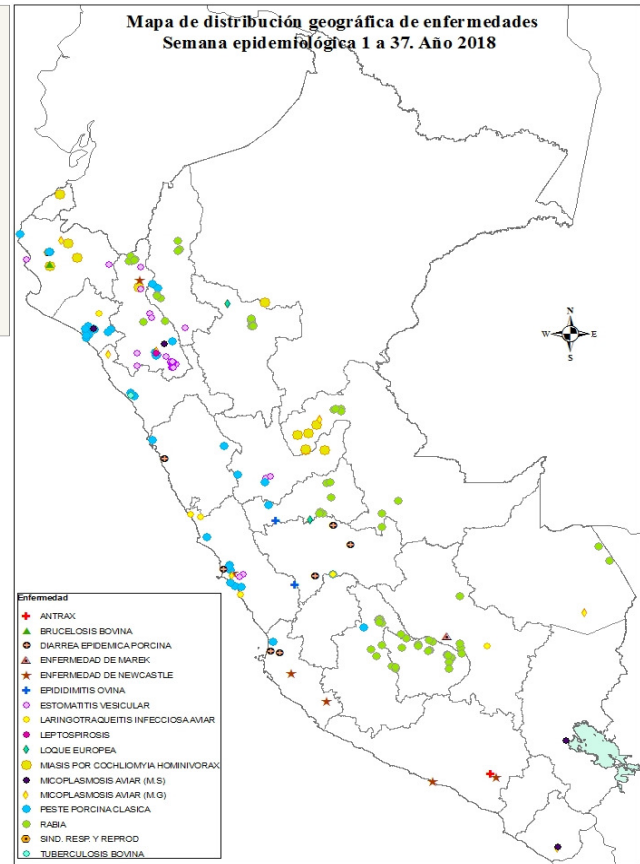 Mapa de distribución geográfica de enfermedades
Semana epidemiológica 1 a 37. Año 2018
N
W E
S
Enfermedad
ANTRAX
BRUCELOSIS BOVINA
DIARREA EPIDEMICA PORCINA
ENFERMEDAD DE MAREK
ENFERMEDAD DE NEWCASTLE
EPIDIDIMITIS OVINA
ESTOMATITIS VESICULAR
LARINGOTRAQUEITIS INFECCIOSA AVIAR
LEPTOSPIROSIS
LOQUE EUROPEA
MIASIS POR COCHLIOMYIA HOMINIVORAX
MICOPLASMOSIS AVIAR (M.S)
MICOPLASMOSIS AVIAR (M.G)
PESTE PORCINA CLASICA
RABIA
SIND. RESP. Y REPROD
TUBERCULOSIS BOVINA